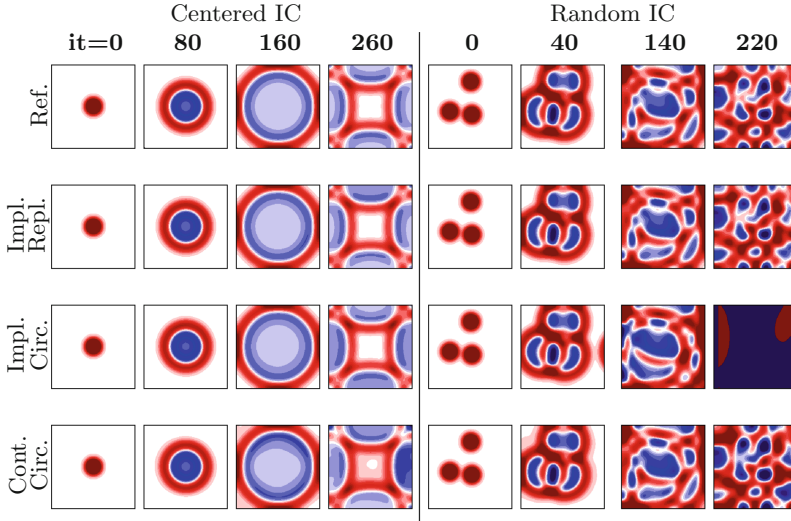 Centered IC Random IC
it=0 80 160 260 0 40 140 220
Ref.
Impl.
Repl.
Impl.
Circ.
Cont.
Circ.